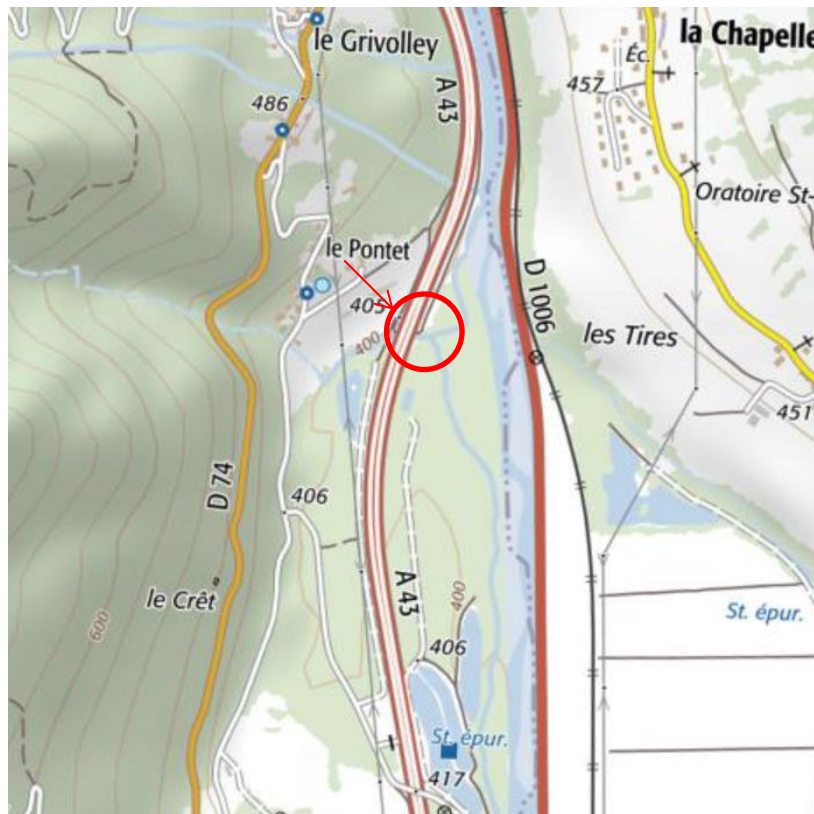 le Grivolley
la Chapelle
A 43
Éc.
457
486
Oratoire St-
le Pontet
D 1006
405
400
les Tires
451
D 74
406
le Crêt
A 43
400
600
St. épur.
406
St. épur.
417